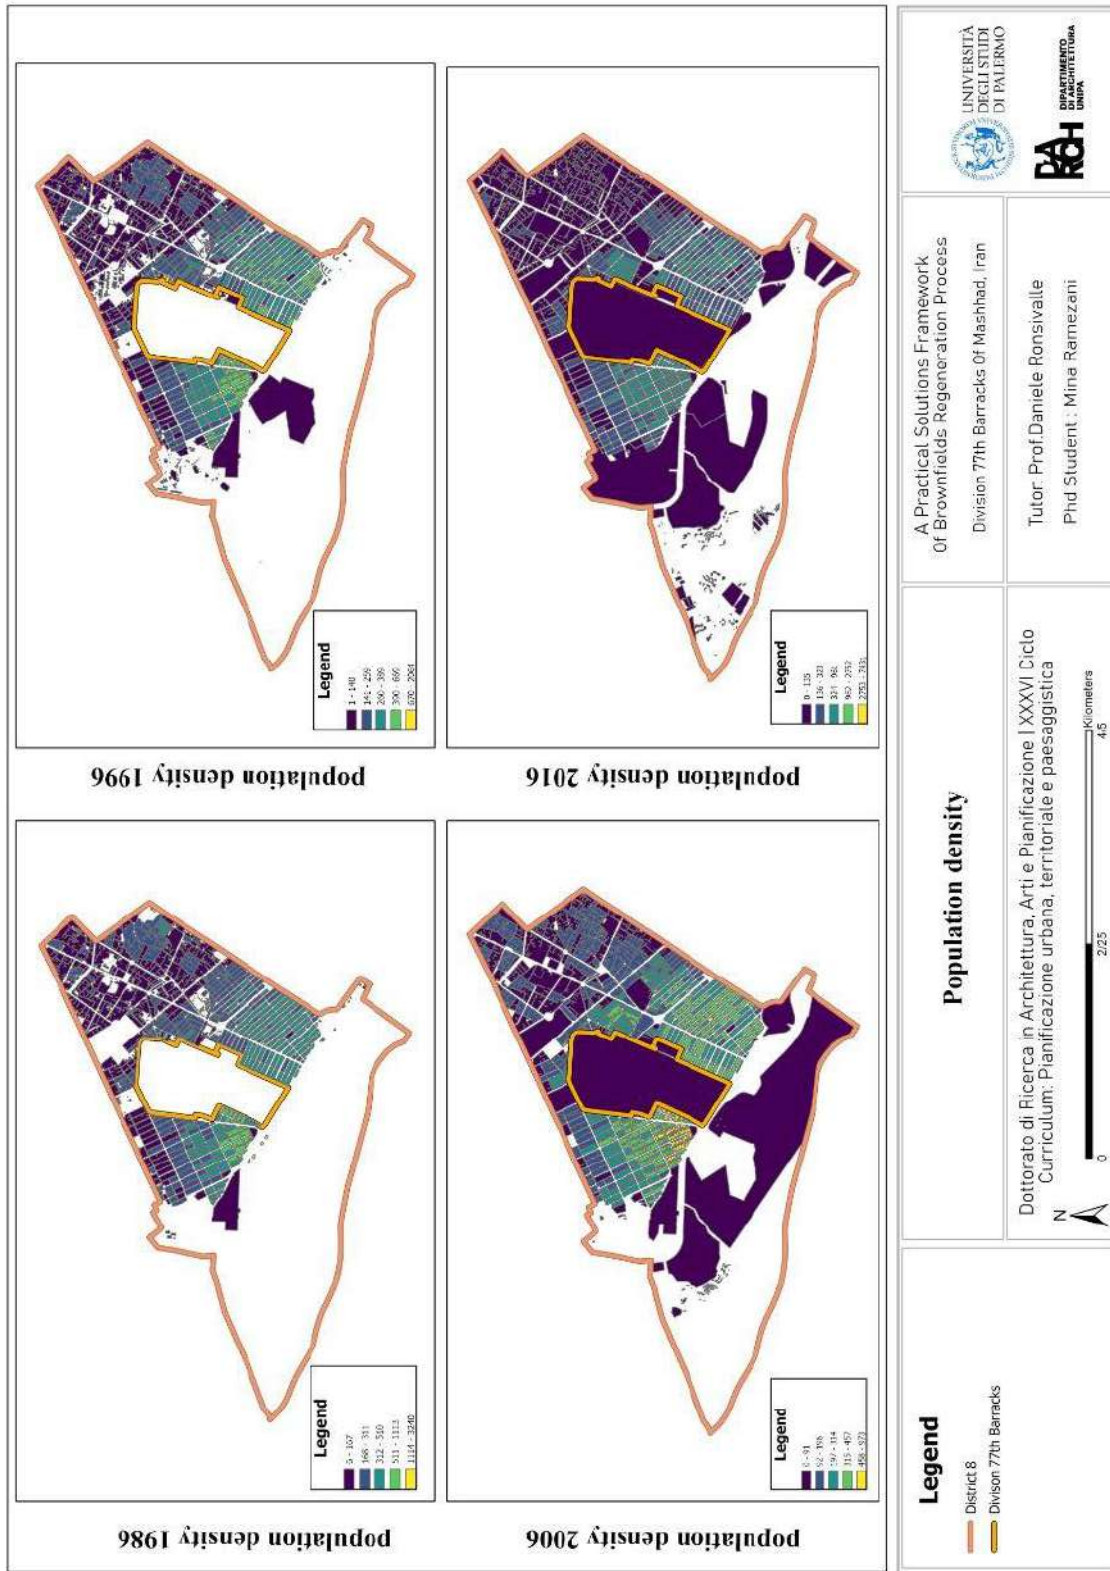 population density 1986
Legend
6 - 167
168 - 311
312 - 510
511 - 1113
1114 - 3240
population density 1996
Legend
1 - 140
141 - 259
260 - 389
390 - 669
670 - 2064
population density 2006
Legend
0 - 91
92 - 196
197 - 314
315 - 457
458 - 973
population density 2016
Legend
0 - 135
136 - 323
324 - 961
962 - 2752
2753 - 7431
Legend
District 8
Divison 77th Barracks
Population density
Dottorato di Ricerca in Architettura, Arti e Pianificazione | XXXVI Ciclo
Curriculum: Pianificazione urbana, territoriale e paesaggistica
N
0
2/25
4/5
Kilometers
A Practical Solutions Framework
Of Brownfields Regeneration Process
Division 77th Barracks Of Mashhad, Iran
Tutor: Prof.Daniele Ronsivalle
Phd Student : Mina Ramezani
UNIVERSITÀ
DEGLI STUDI
DI PALERMO
DARCH
DIPARTIMENTO
DI ARCHITETTURA
UNIPA